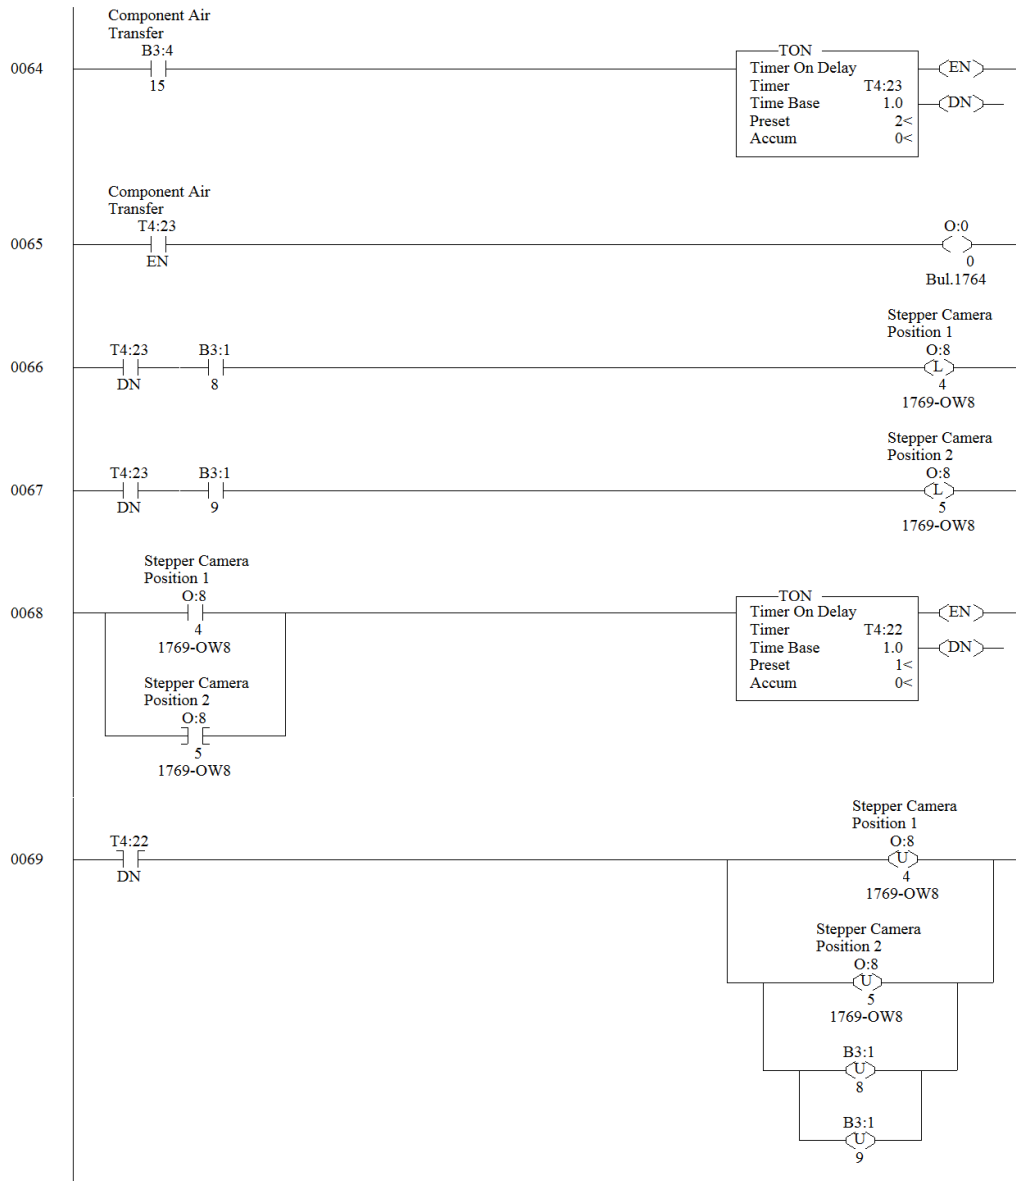 Component Air
Transfer
B3:4
0064
15
TON
Timer On Delay
Timer T4:23
Time Base 1.0
Preset 2<
Accum 0<
EN
DN
Component Air
Transfer
T4:23
0065
EN
O:0
0
Bul.1764
T4:23 B3:1
0066
DN 8
Stepper Camera
Position 1
O:8
L
4
1769-OW8
T4:23 B3:1
0067
DN 9
Stepper Camera
Position 2
O:8
L
5
1769-OW8
Stepper Camera
Position 1
O:8
0068
4
1769-OW8
Stepper Camera
Position 2
O:8
5
1769-OW8
TON
Timer On Delay
Timer T4:22
Time Base 1.0
Preset 1<
Accum 0<
EN
DN
T4:22
0069
DN
Stepper Camera
Position 1
O:8
U
4
1769-OW8
Stepper Camera
Position 2
O:8
U
5
1769-OW8
B3:1
U
8
B3:1
U
9